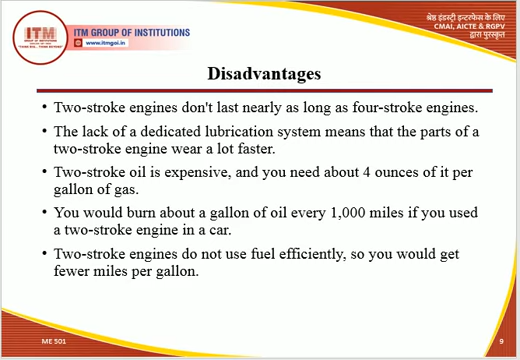 ITM
ITM GROUP OF INSTITUTIONS
www.itmgoi.in
श्रेष्ठ इंडस्ट्री इन्टरफेस के लिए
CMAI, AICTE & RGPV
द्वारा पुरस्कृत
Disadvantages
• Two-stroke engines don't last nearly as long as four-stroke engines.
• The lack of a dedicated lubrication system means that the parts of a
two-stroke engine wear a lot faster.
• Two-stroke oil is expensive, and you need about 4 ounces of it per
gallon of gas.
• You would burn about a gallon of oil every 1,000 miles if you used
a two-stroke engine in a car.
• Two-stroke engines do not use fuel efficiently, so you would get
fewer miles per gallon.
ME 501
9